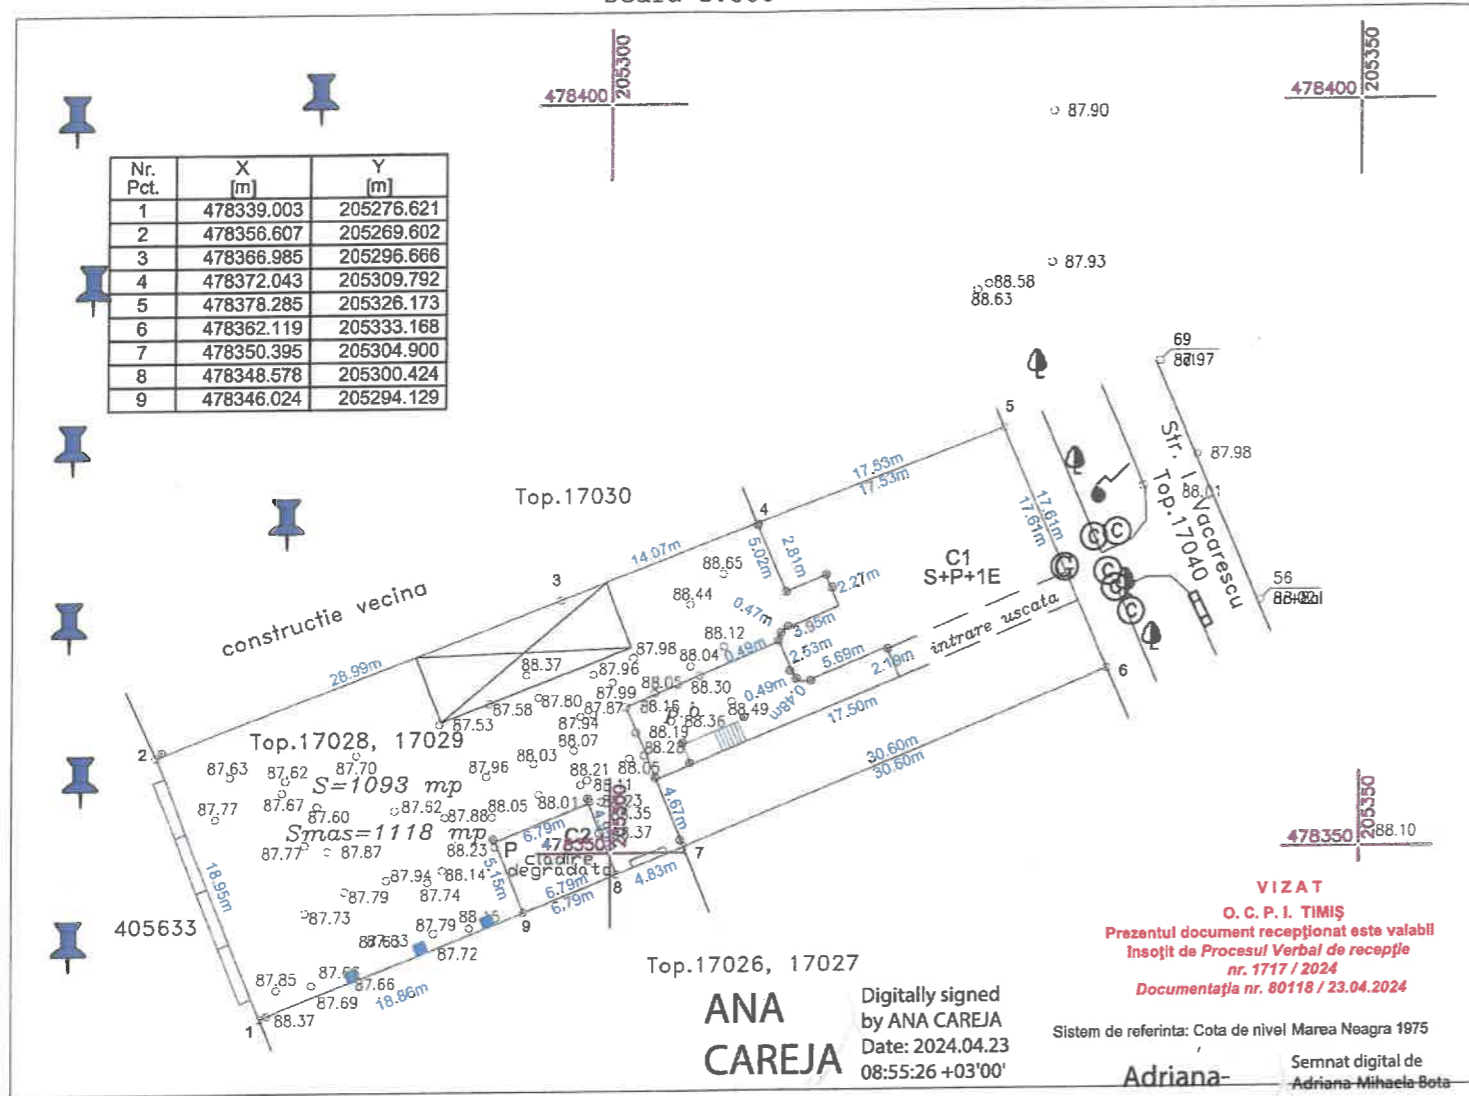 478400
205300
478400
205350
87.90
87.93
88.58
88.63
Nr. Pct. X [m] Y [m]
1 478339.003 205276.621
2 478356.607 205269.602
3 478366.985 205296.666
4 478372.043 205309.792
5 478378.285 205326.173
6 478362.119 205333.168
7 478350.395 205304.900
8 478348.578 205300.424
9 478346.024 205294.129
69
5
87.98
88.01
Str. I. Vacarescu
Top.17040
56
17.53m
17.53m
17.61m
17.61m
Top.17030
4
14.07m
5.02m
2.81m
2.27m
C1
S+P+1E
intrare uscata
88.65
88.44
0.47m
3.95m
88.12
0.49m
2.53m
5.69m
2.18m
0.49m
0.48m
17.50m
6
3
constructie vecina
28.99m
88.37
87.98
87.96
88.04
87.99
88.05
88.30
88.16
88.49
88.36
88.19
88.28
88.05
87.80
87.87
87.58
87.94
87.53
88.07
88.03
2
Top.17028, 17029
87.63
87.62
87.70
87.96
88.21
S=1093 mp
87.67
87.60
87.62
87.88
88.05
88.01
87.77
Smas=1118 mp
88.35
88.37
4.67m
30.60m
30.60m
87.77
87.87
88.23
6.79m
C2
P
cladire
degradata
478350
205300
7
5.15m
6.79m
6.79m
8
4.83m
9
87.94
88.14
87.74
87.79
87.73
18.95m
405633
87.79
87.72
87.66
87.85
87.69
18.86m
1
88.37
478350
205350
88.10
Top.17026, 17027
VIZAT
O. C. P. I. TIMIȘ
Prezentul document recepționat este valabil
însoțit de Procesul Verbal de recepție
nr. 1717 / 2024
Documentația nr. 80118 / 23.04.2024
ANA
CAREJA
Digitally signed
by ANA CAREJA
Date: 2024.04.23
08:55:26 +03'00'
Sistem de referinta: Cota de nivel Marea Neagra 1975
Adriana-
Semnat digital de
Adriana Mihaela Bota
C
C
C
C
C